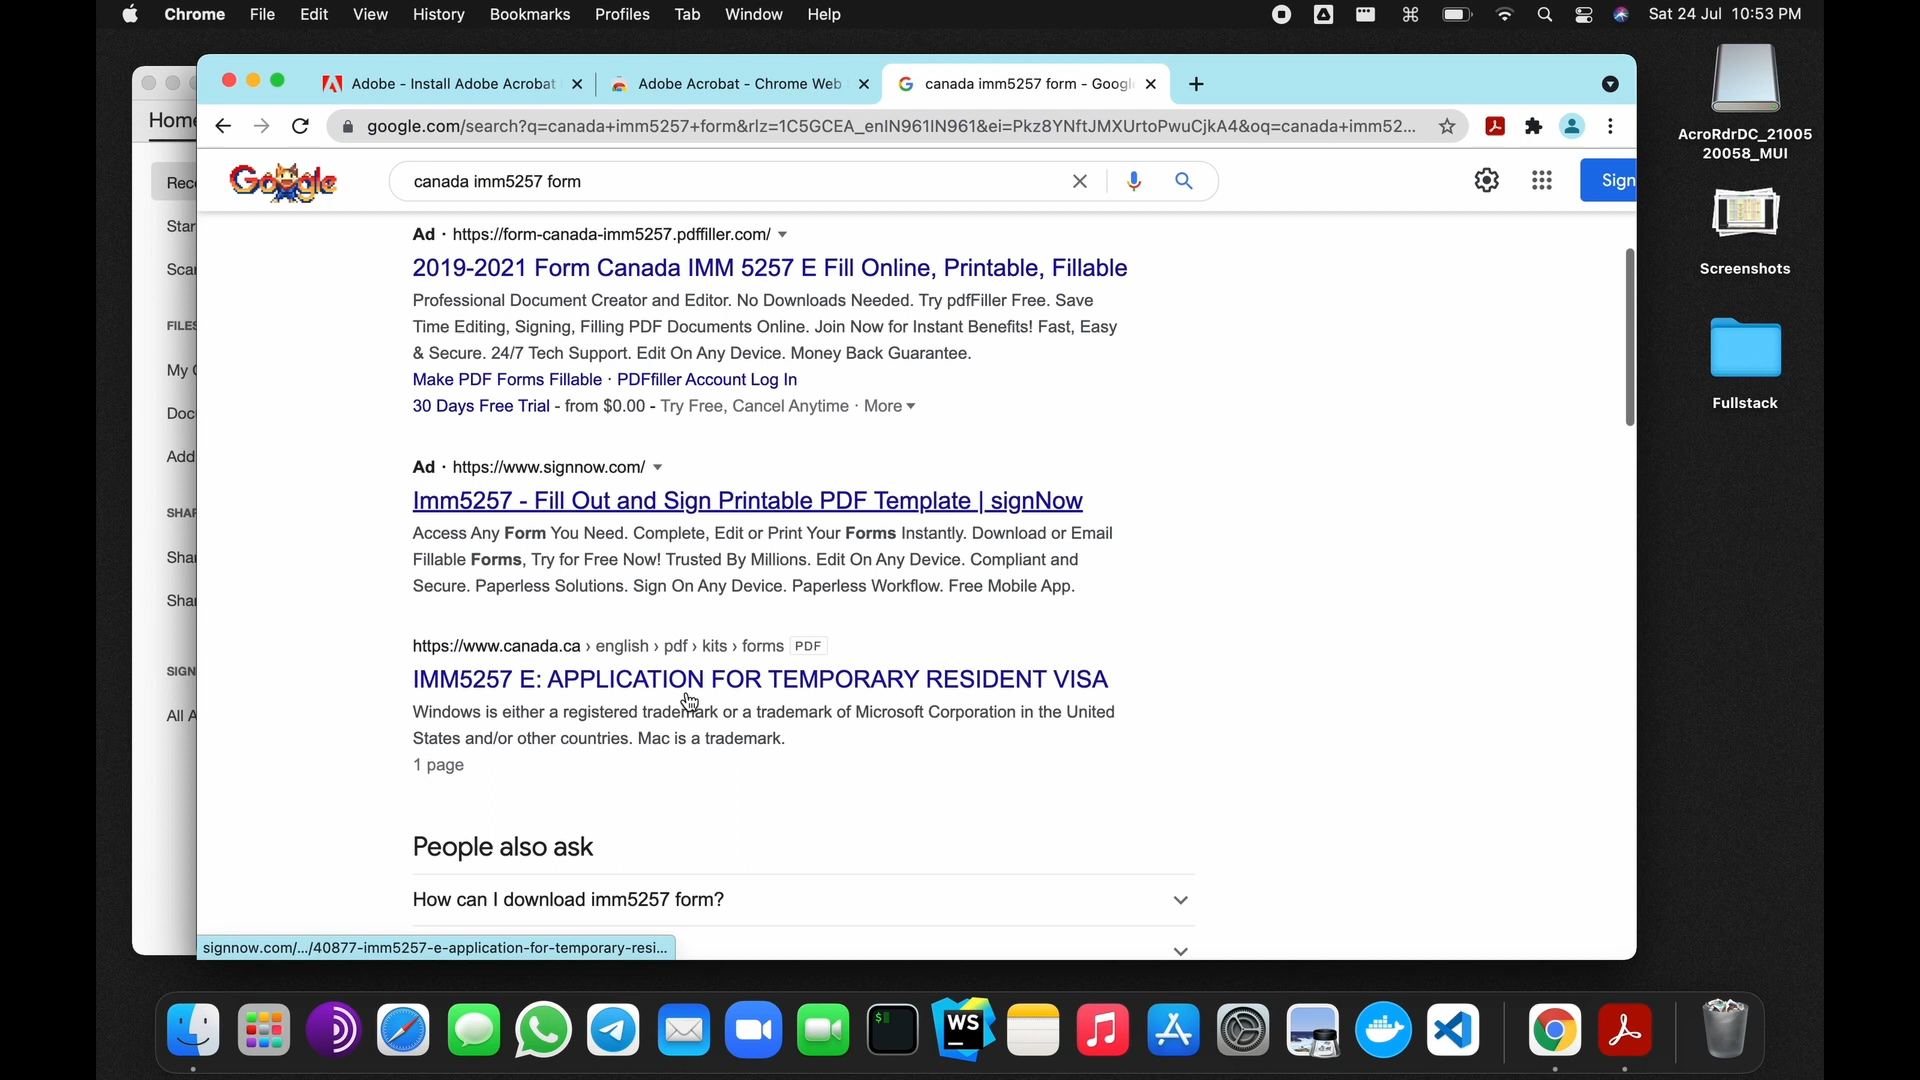 Chrome File Edit View History Bookmarks Profiles Tab Window Help Sat 24 Jul 10:53 PM
Adobe - Install Adobe Acrobat
Adobe Acrobat - Chrome Web
canada imm5257 form - Googl
google.com/search?q=canada+imm5257+form&rlz=1C5GCEA_enIN961IN961&ei=Pkz8YNftJMXUrtoPwuCjkA4&oq=canada+imm52...
Home
Rec
Star
Scar
FILES
My
Doc
Add
SHAR
Shar
Shar
SIGN
All A
Google
canada imm5257 form
Sign
Ad · https://form-canada-imm5257.pdffiller.com/
2019-2021 Form Canada IMM 5257 E Fill Online, Printable, Fillable
Professional Document Creator and Editor. No Downloads Needed. Try pdfFiller Free. Save
Time Editing, Signing, Filling PDF Documents Online. Join Now for Instant Benefits! Fast, Easy
& Secure. 24/7 Tech Support. Edit On Any Device. Money Back Guarantee.
Make PDF Forms Fillable · PDFfiller Account Log In
30 Days Free Trial - from $0.00 - Try Free, Cancel Anytime · More
Ad · https://www.signnow.com/
Imm5257 - Fill Out and Sign Printable PDF Template | signNow
Access Any Form You Need. Complete, Edit or Print Your Forms Instantly. Download or Email
Fillable Forms, Try for Free Now! Trusted By Millions. Edit On Any Device. Compliant and
Secure. Paperless Solutions. Sign On Any Device. Paperless Workflow. Free Mobile App.
https://www.canada.ca › english › pdf › kits › forms PDF
IMM5257 E: APPLICATION FOR TEMPORARY RESIDENT VISA
Windows is either a registered trademark or a trademark of Microsoft Corporation in the United
States and/or other countries. Mac is a trademark.
1 page
People also ask
How can I download imm5257 form?
signnow.com/.../40877-imm5257-e-application-for-temporary-resi...
AcroRdrDC_21005
20058_MUI
Screenshots
Fullstack
$
WS